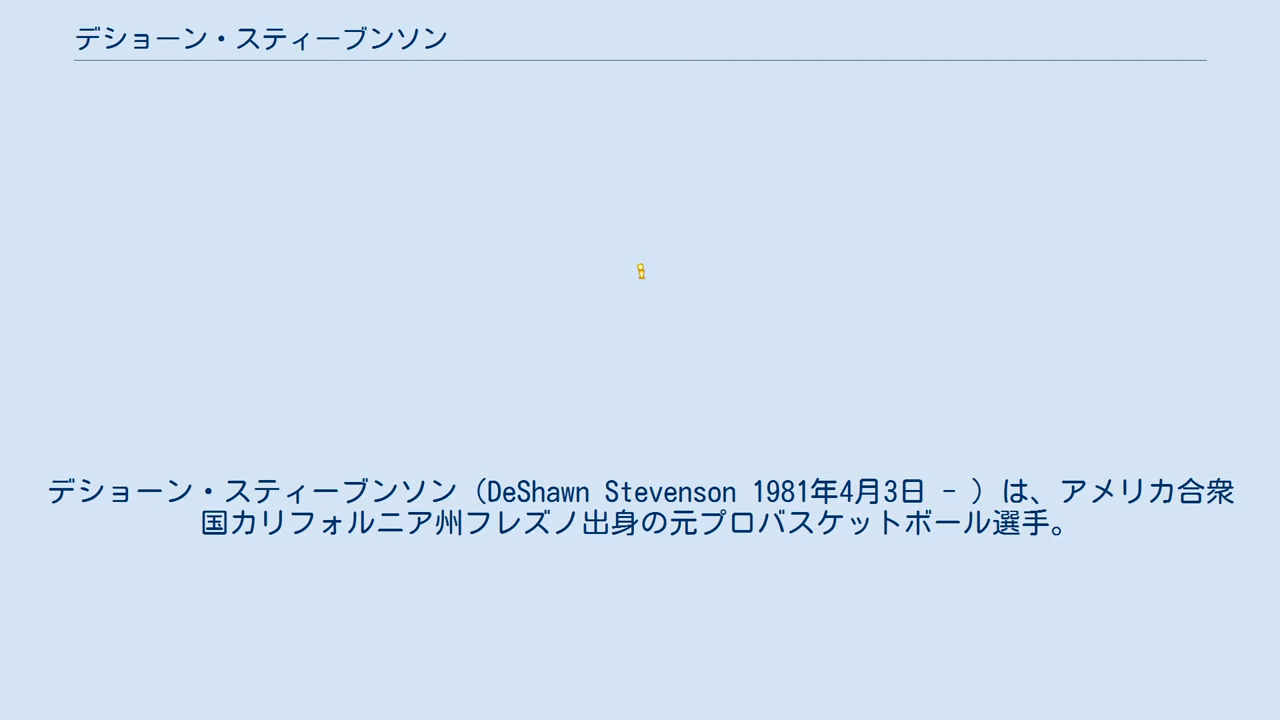 デショーン・スティーブンソン
デショーン・スティーブンソン（DeShawn Stevenson 1981年4月3日 - ）は、アメリカ合衆
国カリフォルニア州フレズノ出身の元プロバスケットボール選手。